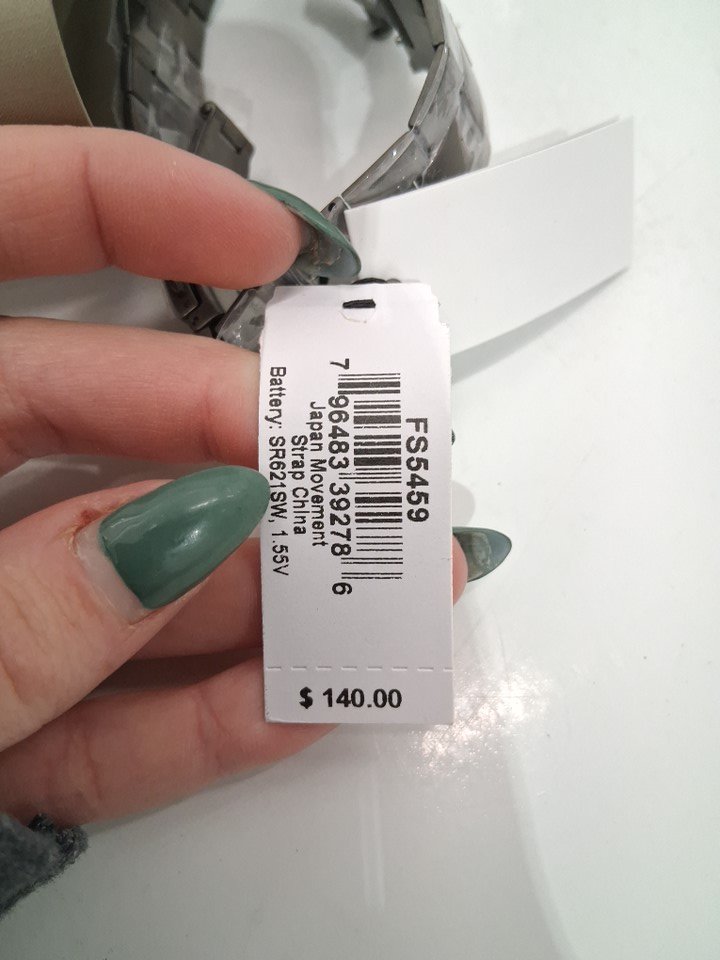 FS5459
7 96483 39278 6
Japan Movement
Strap China
Battery: SR621SW, 1.55V
$ 140.00